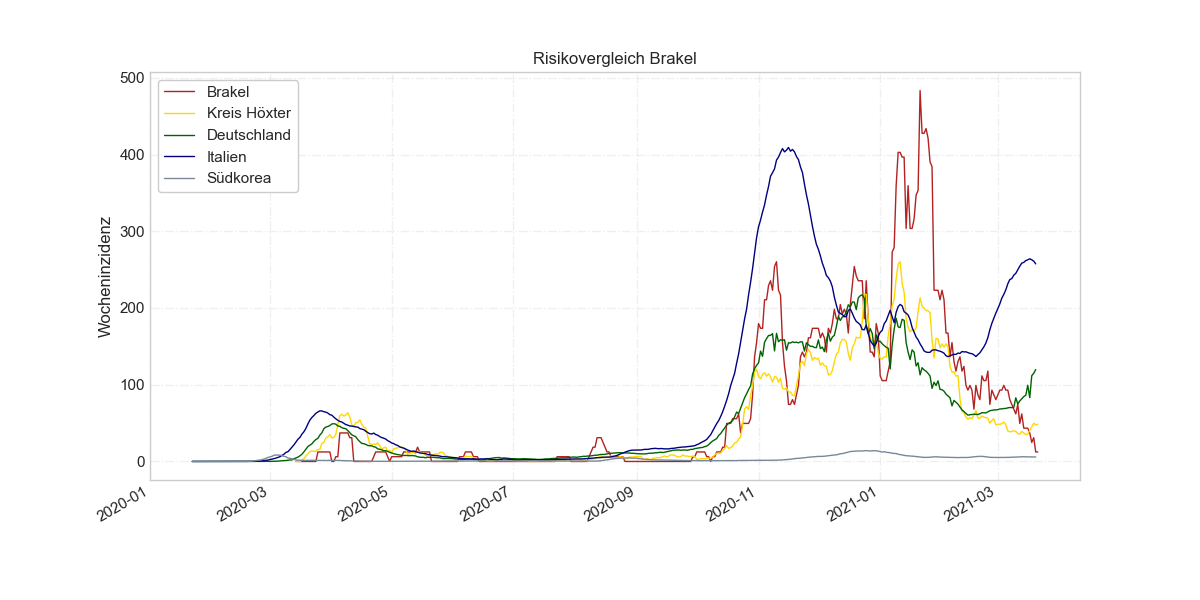 Risikovergleich Brakel
Wocheninzidenz
500
400
300
200
100
0
Brakel
Kreis Höxter
Deutschland
Italien
Südkorea
2020-01
2020-03
2020-05
2020-07
2020-09
2020-11
2021-01
2021-03